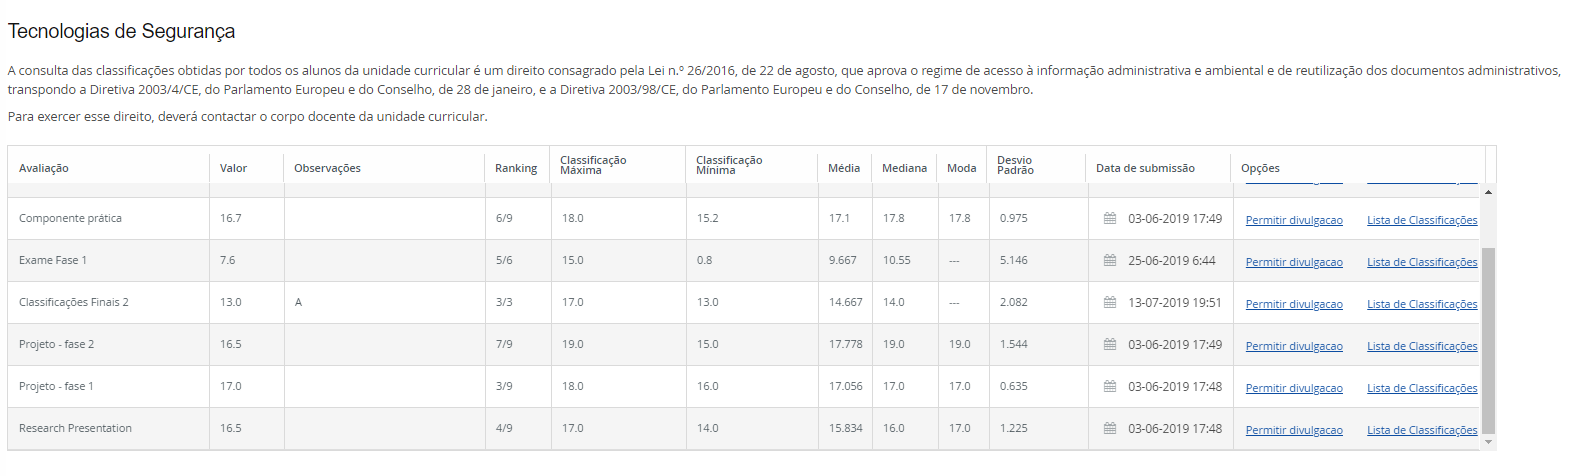 Tecnologias de Segurança
A consulta das classificações obtidas por todos os alunos da unidade curricular é um direito consagrado pela Lei n.º 26/2016, de 22 de agosto, que aprova o regime de acesso à informação administrativa e ambiental e de reutilização dos documentos administrativos,
transpondo a Diretiva 2003/4/CE, do Parlamento Europeu e do Conselho, de 28 de janeiro, e a Diretiva 2003/98/CE, do Parlamento Europeu e do Conselho, de 17 de novembro.
Para exercer esse direito, deverá contactar o corpo docente da unidade curricular.
Avaliação Valor Observações Ranking Classificação Máxima Classificação Mínima Média Mediana Moda Desvio Padrão Data de submissão Opções
Componente prática 16.7 6/9 18.0 15.2 17.1 17.8 17.8 0.975 03-06-2019 17:49 Permitir divulgacao Lista de Classificações
Exame Fase 1 7.6 5/6 15.0 0.8 9.667 10.55 --- 5.146 25-06-2019 6:44 Permitir divulgacao Lista de Classificações
Classificações Finais 2 13.0 A 3/3 17.0 13.0 14.667 14.0 --- 2.082 13-07-2019 19:51 Permitir divulgacao Lista de Classificações
Projeto - fase 2 16.5 7/9 19.0 15.0 17.778 19.0 19.0 1.544 03-06-2019 17:49 Permitir divulgacao Lista de Classificações
Projeto - fase 1 17.0 3/9 18.0 16.0 17.056 17.0 17.0 0.635 03-06-2019 17:48 Permitir divulgacao Lista de Classificações
Research Presentation 16.5 4/9 17.0 14.0 15.834 16.0 17.0 1.225 03-06-2019 17:48 Permitir divulgacao Lista de Classificações